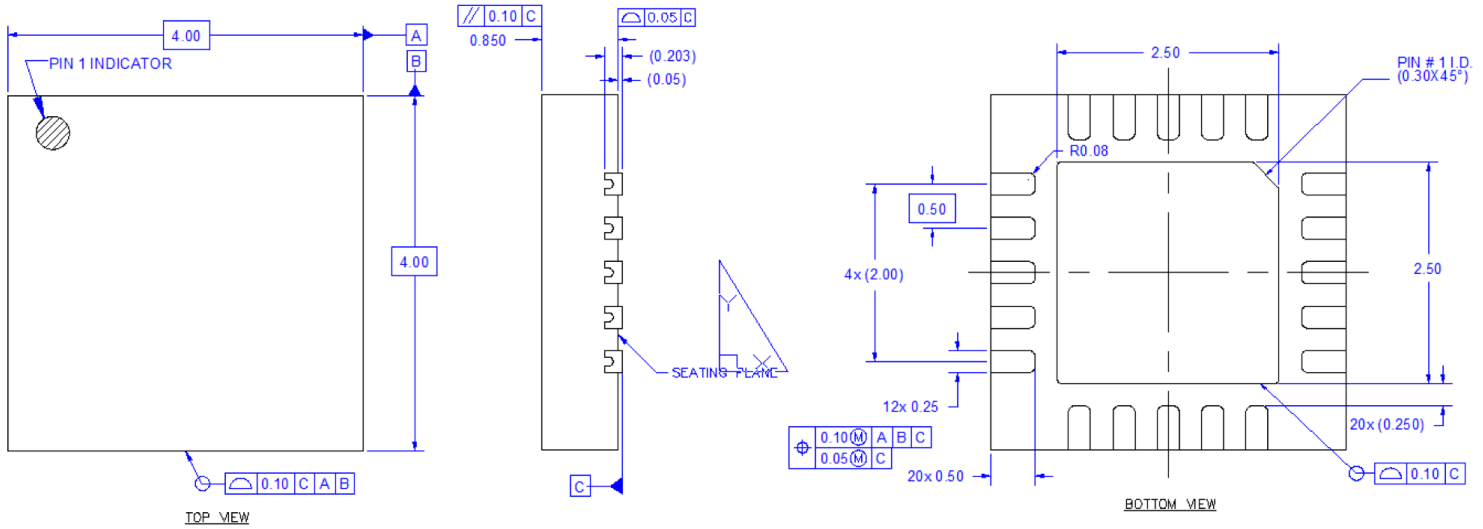 4.00
A
B
PIN 1 INDICATOR
4.00
0.10 C A B
TOP VIEW
// 0.10 C
0.05 C
0.850
(0.203)
(0.05)
Y
X
SEATING PLANE
C
2.50
PIN # 1 I.D.
(0.30X45°)
R0.08
0.50
4x (2.00)
2.50
12x 0.25
0.10 Ⓜ A B C
0.05 Ⓜ C
20x 0.50
20x (0.250)
0.10 C
BOTTOM VIEW